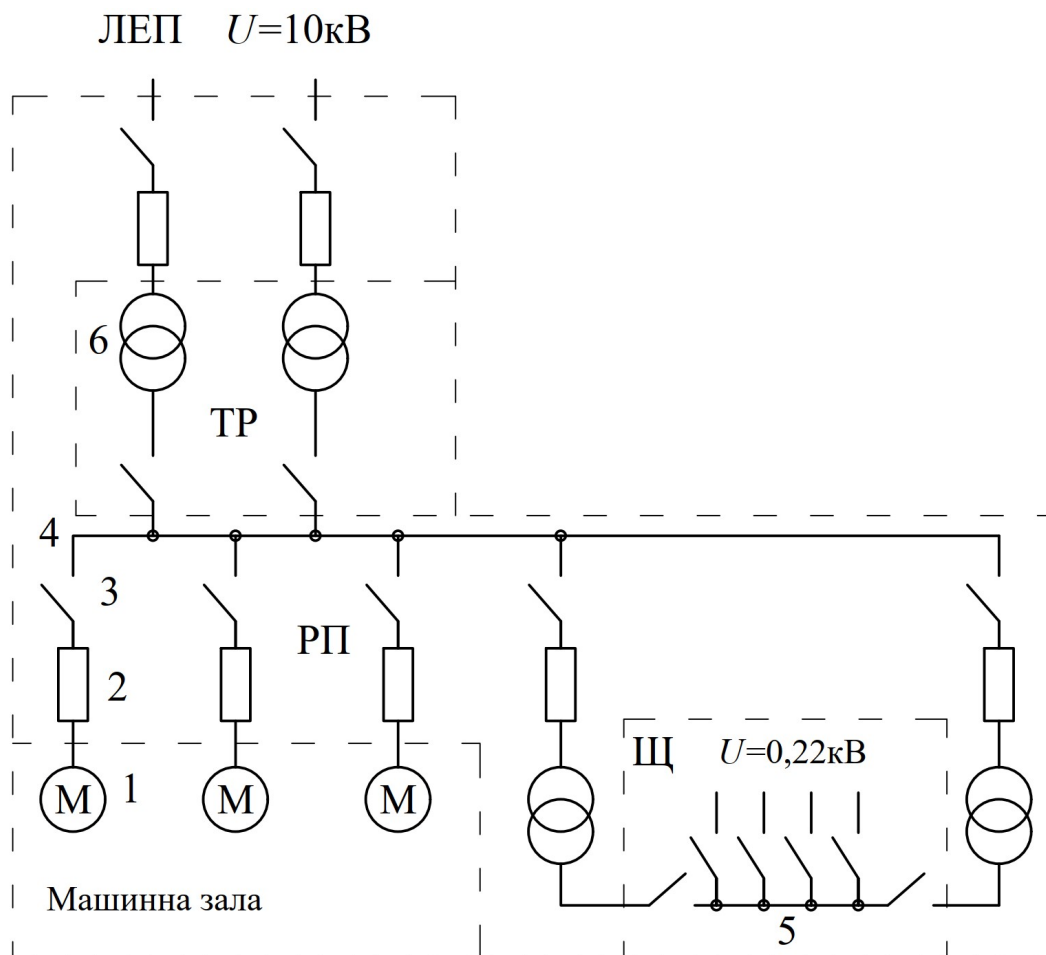 ЛЕП U=10кВ
6
ТР
4
3
РП
2
Щ U=0,22кВ
М 1 М М
Машинна зала
5